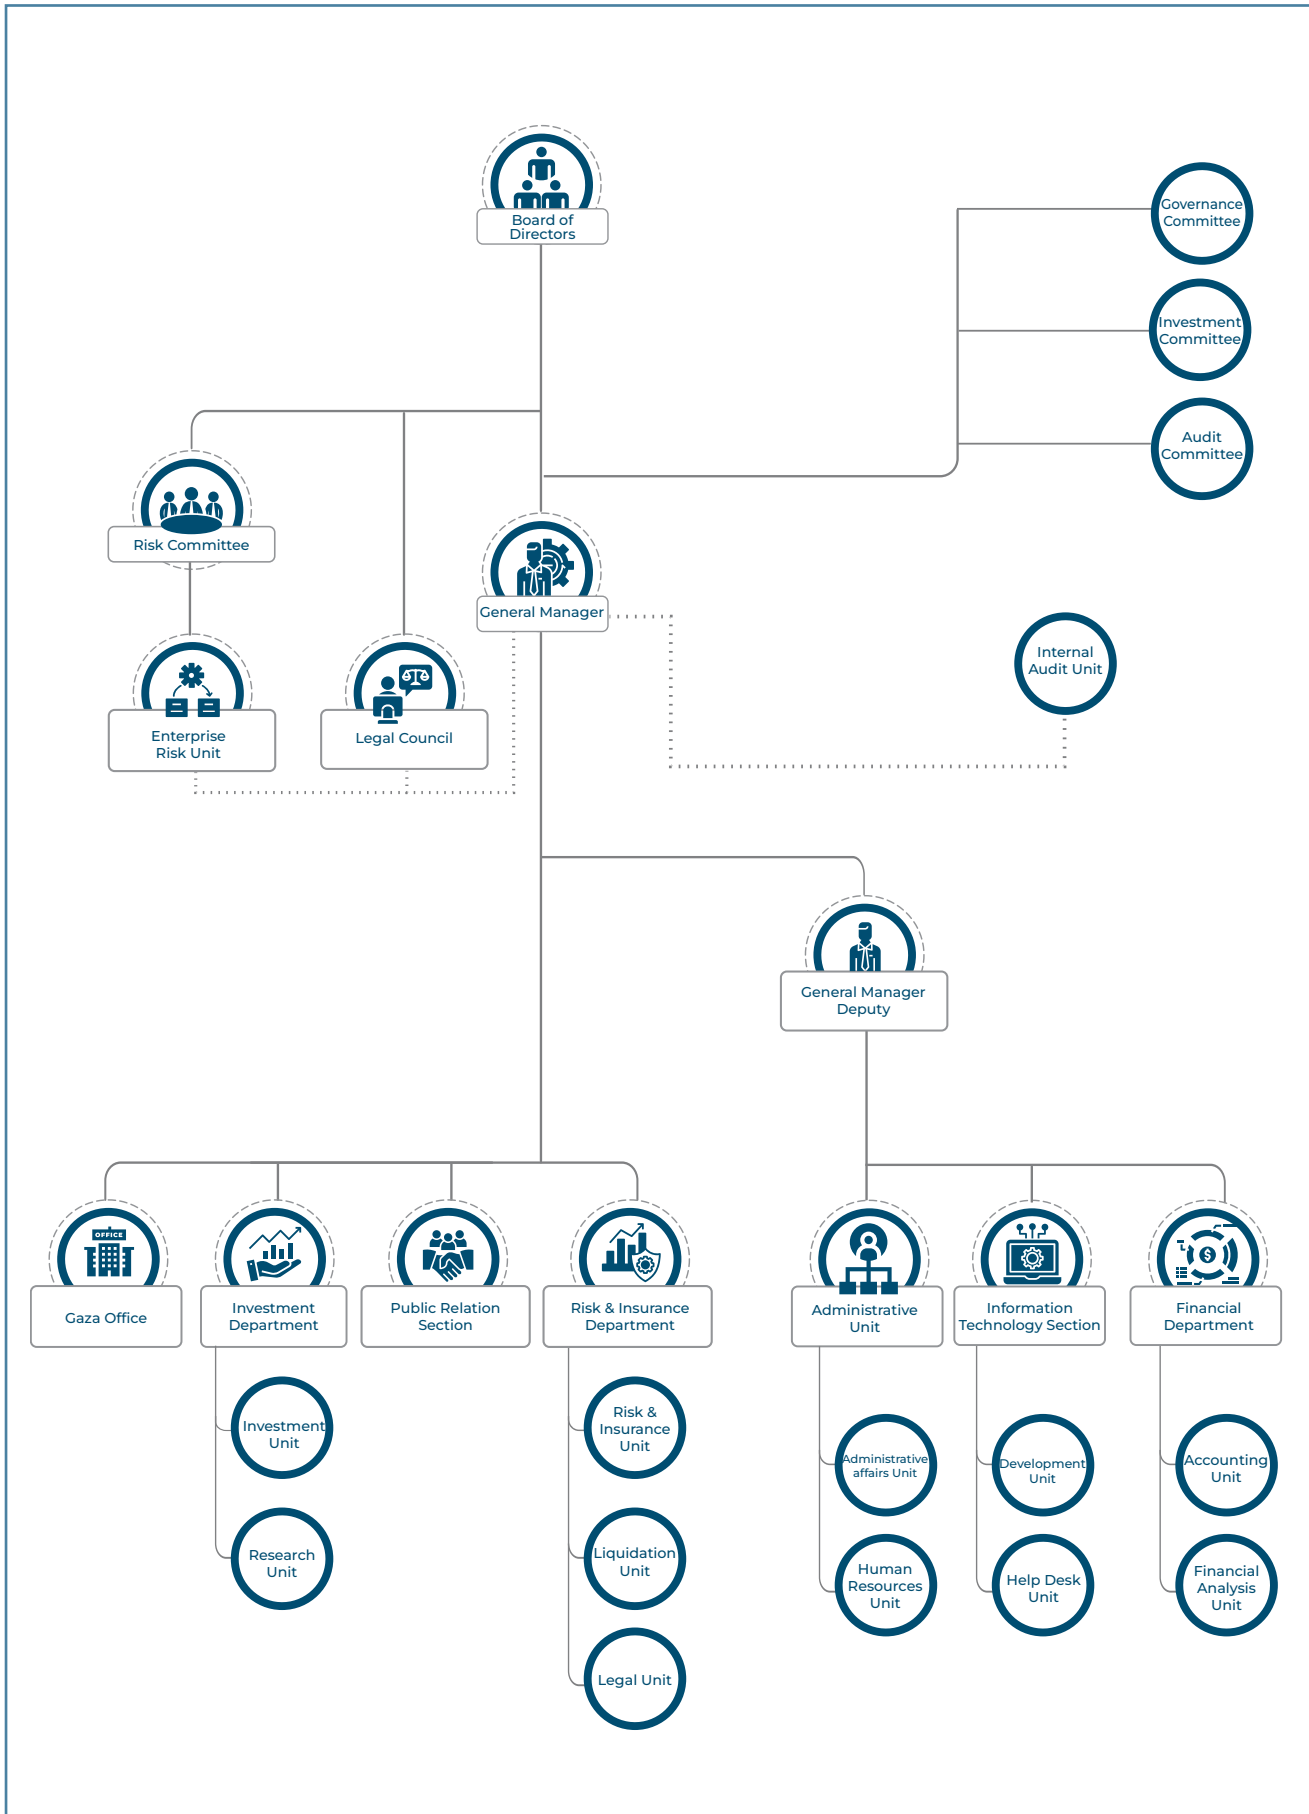 Board of
Directors
Governance
Committee
Investment
Committee
Audit
Committee
Risk Committee
General Manager
Internal
Audit Unit
Enterprise
Risk Unit
Legal Council
General Manager
Deputy
OFFICE
Gaza Office
Investment
Department
Public Relation
Section
Risk & Insurance
Department
Administrative
Unit
Information
Technology Section
$
Financial
Department
Investment
Unit
Research
Unit
Risk &
Insurance
Unit
Liquidation
Unit
Legal Unit
Administrative
affairs Unit
Human
Resources
Unit
Development
Unit
Help Desk
Unit
Accounting
Unit
Financial
Analysis
Unit